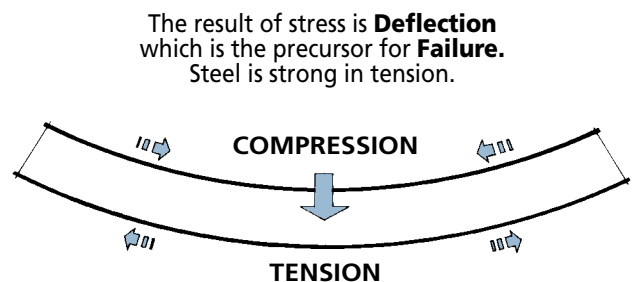 The result of stress is Deflection
which is the precursor for Failure.
Steel is strong in tension.
COMPRESSION
TENSION